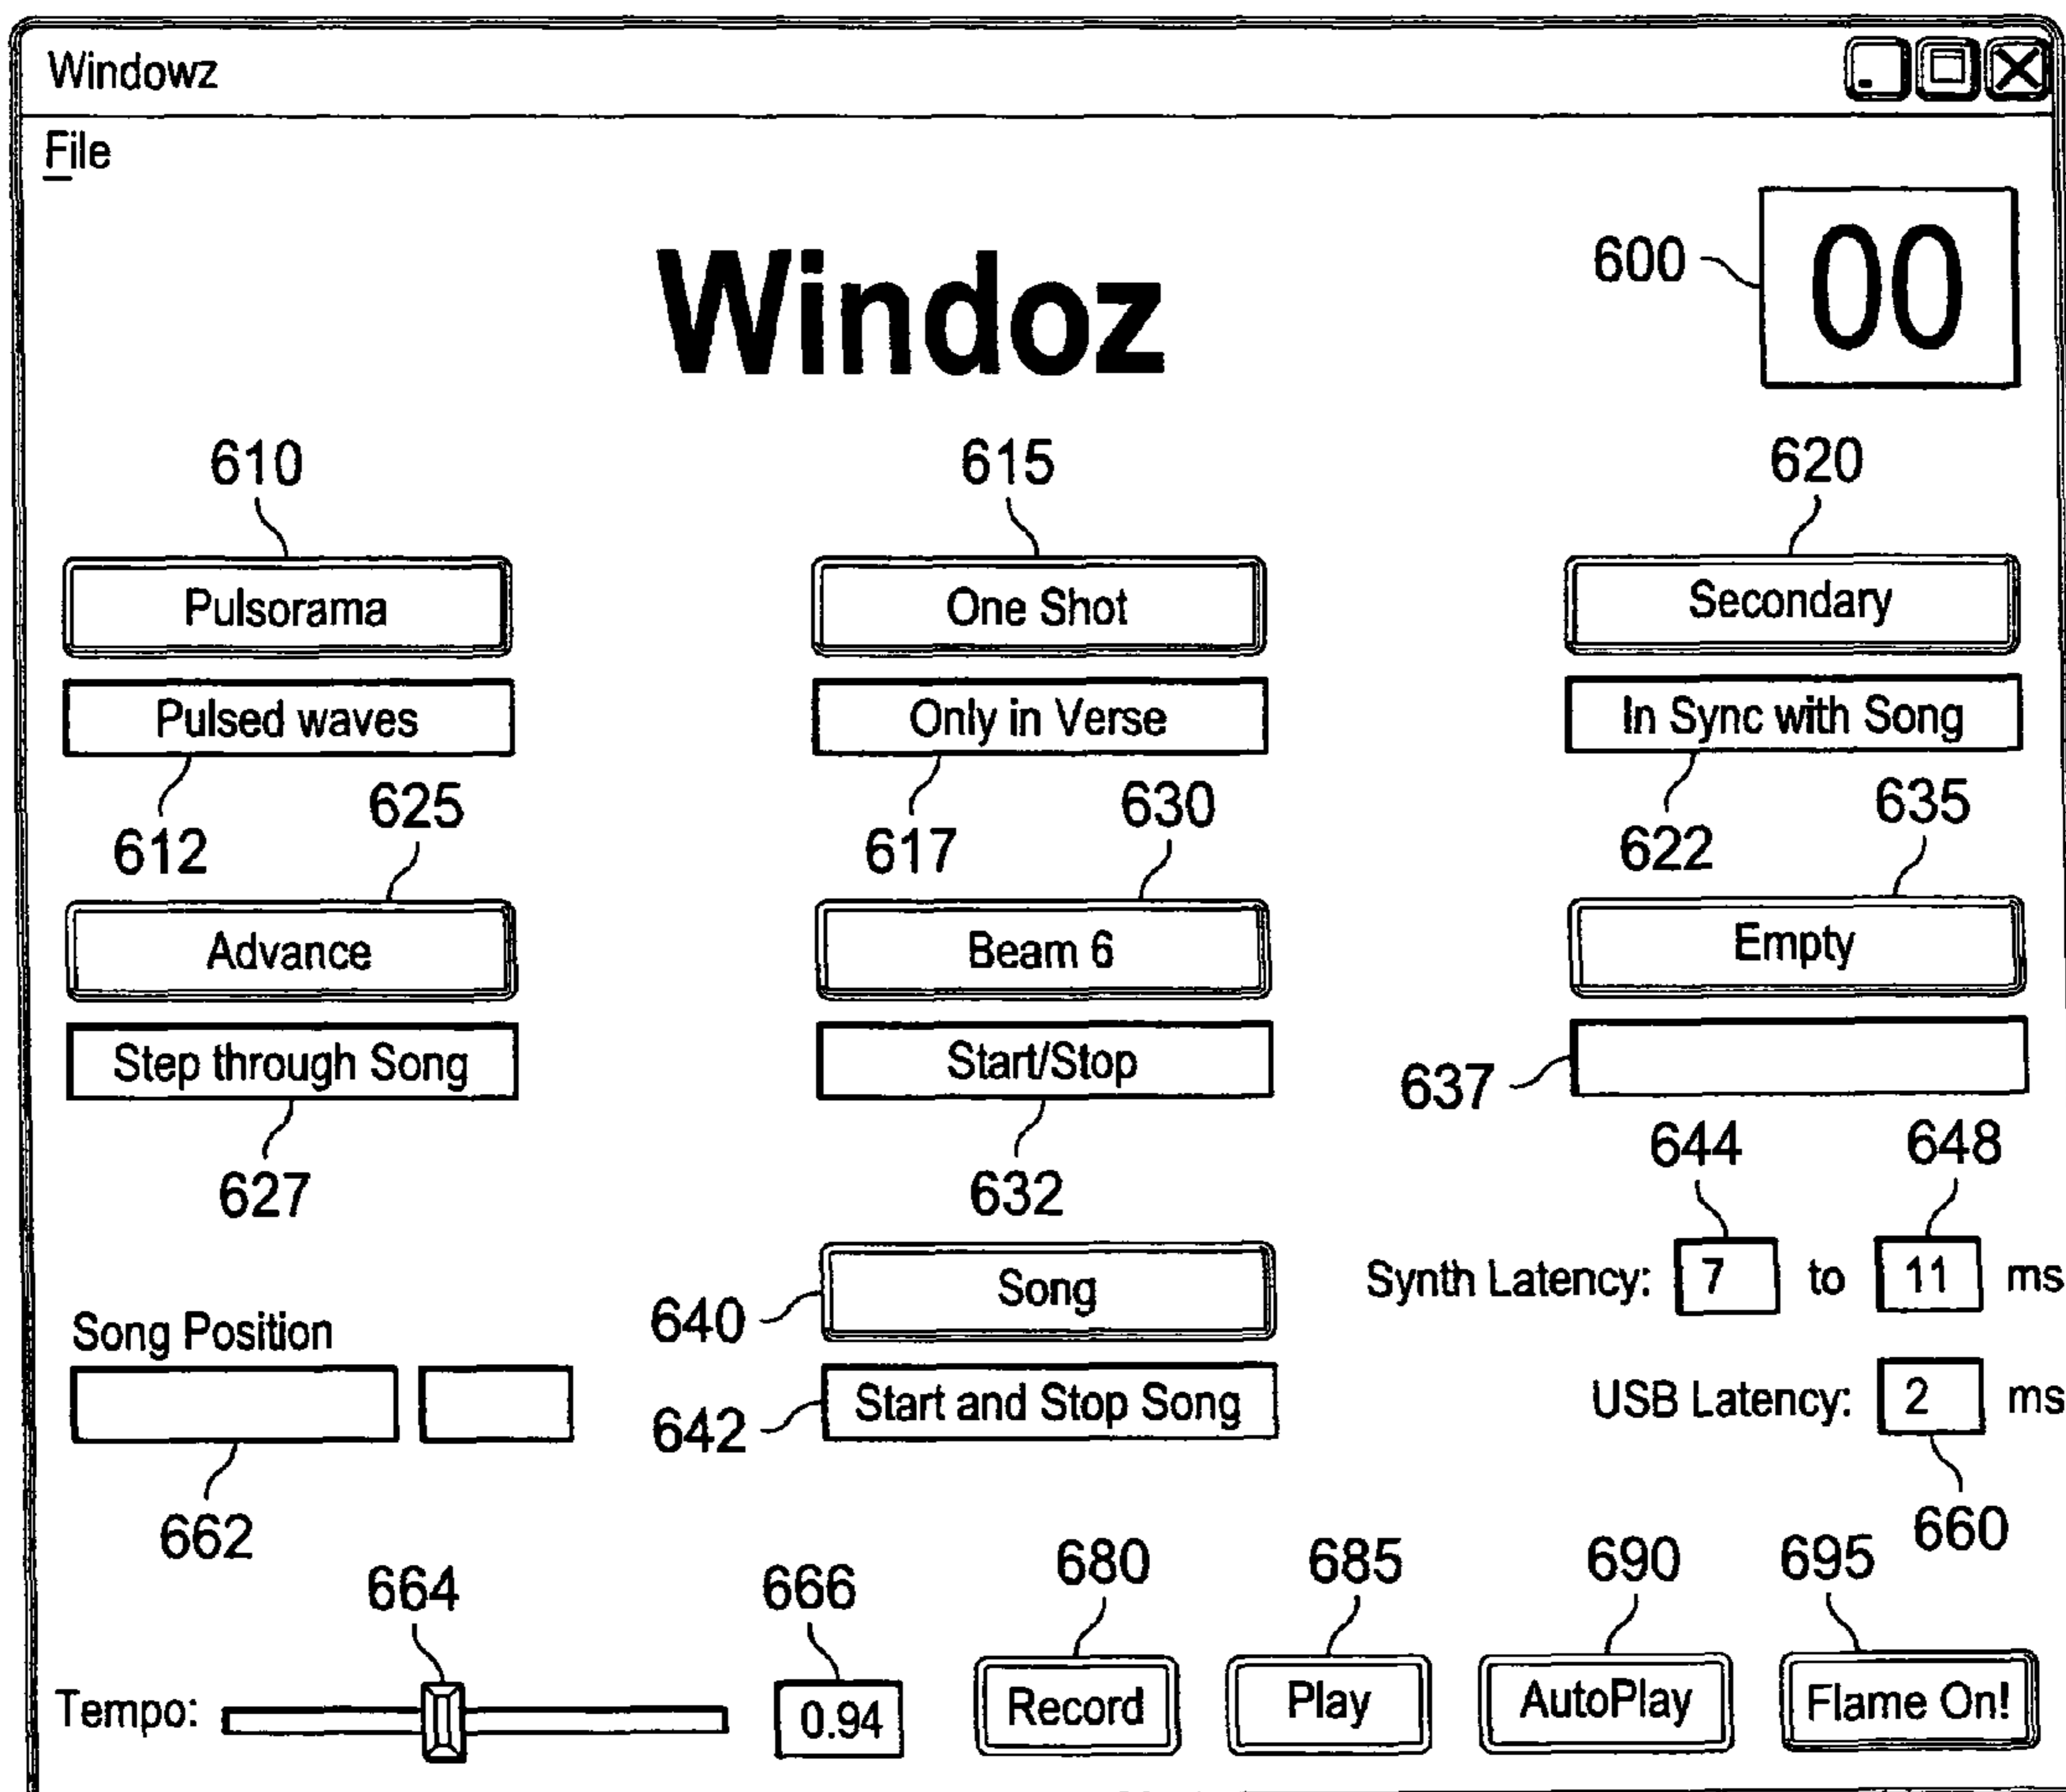 Windowz
File
600 00
Windoz
610 615 620
Pulsorama One Shot Secondary
Pulsed waves Only in Verse In Sync with Song
612 625 617 630 622 635
Advance Beam 6 Empty
Step through Song Start/Stop 637
627 632 644 648
Song Position 640 Song Synth Latency: 7 to 11 ms
642 Start and Stop Song USB Latency: 2 ms
662 660
664 666 680 685 690 695
Tempo: 0.94 Record Play AutoPlay Flame On!